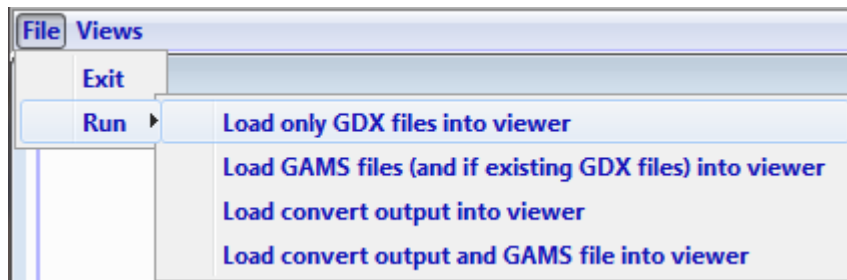 File Views
Exit
Run
Load only GDX files into viewer
Load GAMS files (and if existing GDX files) into viewer
Load convert output into viewer
Load convert output and GAMS file into viewer